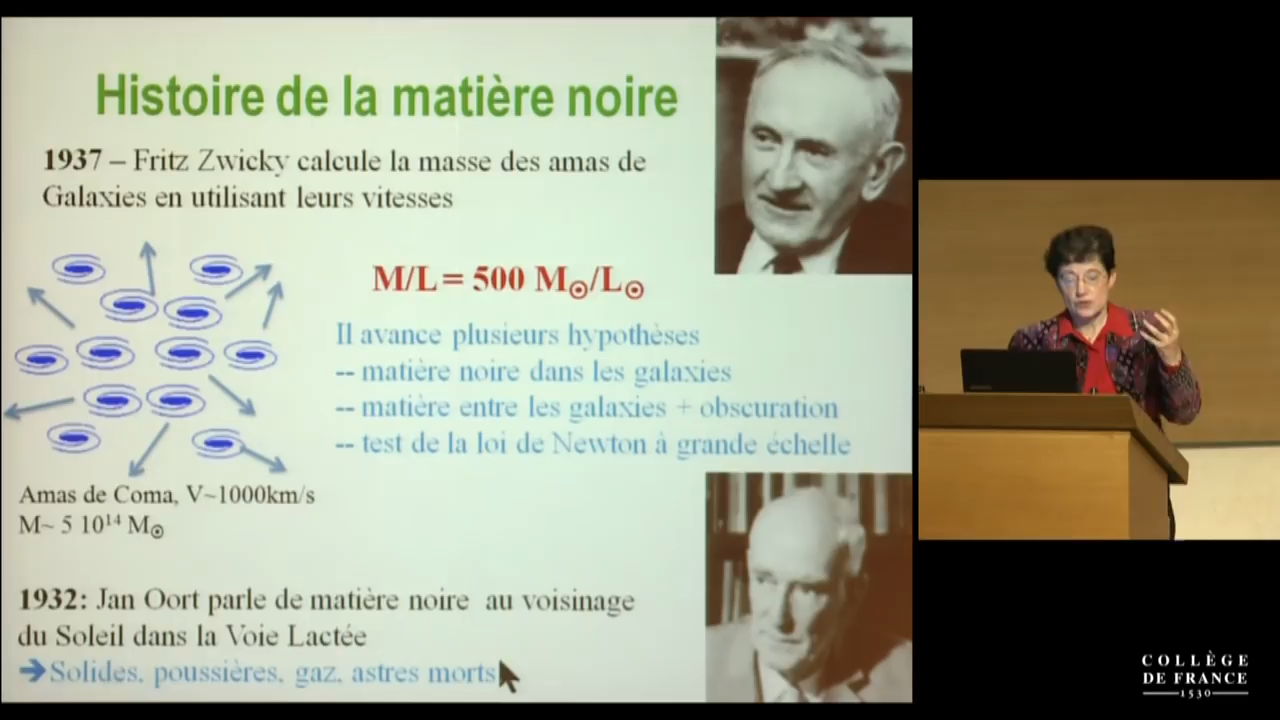 Histoire de la matière noire
1937 – Fritz Zwicky calcule la masse des amas de
Galaxies en utilisant leurs vitesses
M/L= 500 M☉/L☉
Il avance plusieurs hypothèses
-- matière noire dans les galaxies
-- matière entre les galaxies + obscuration
-- test de la loi de Newton à grande échelle
Amas de Coma, V~1000km/s
M~ 5 10¹⁴ M☉
1932: Jan Oort parle de matière noire au voisinage
du Soleil dans la Voie Lactée
➔Solides, poussières, gaz, astres morts
COLLÈGE
DE FRANCE
1530